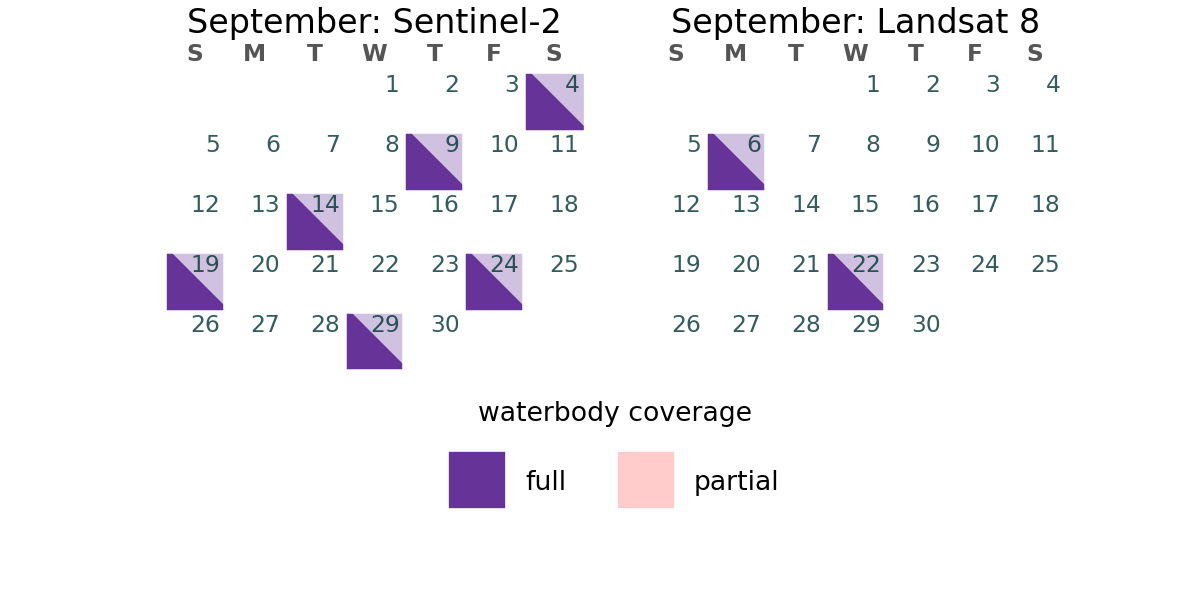 September: Sentinel-2
S M T W T F S
1 2 3 4
5 6 7 8 9 10 11
12 13 14 15 16 17 18
19 20 21 22 23 24 25
26 27 28 29 30
September: Landsat 8
S M T W T F S
1 2 3 4
5 6 7 8 9 10 11
12 13 14 15 16 17 18
19 20 21 22 23 24 25
26 27 28 29 30
waterbody coverage
full partial